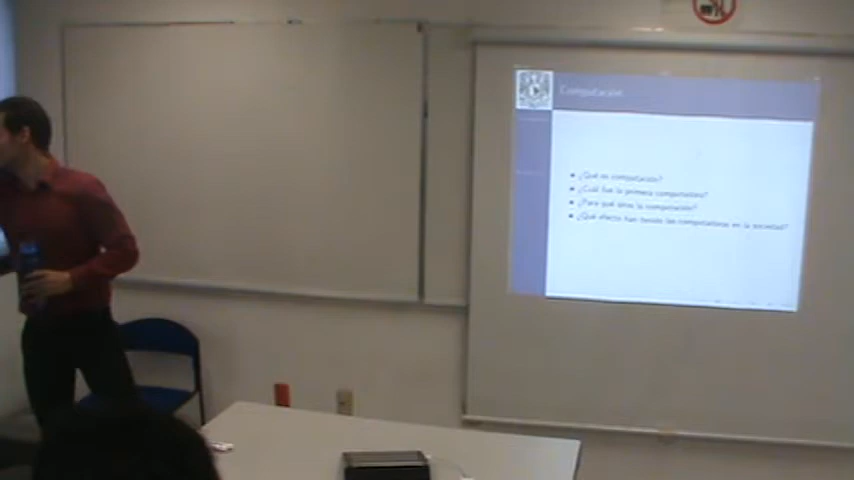 Computación
¿Qué es computación?
¿Cuál fue la primera computadora?
¿Para qué sirve la computación?
¿Qué efecto han tenido las computadoras en la sociedad?